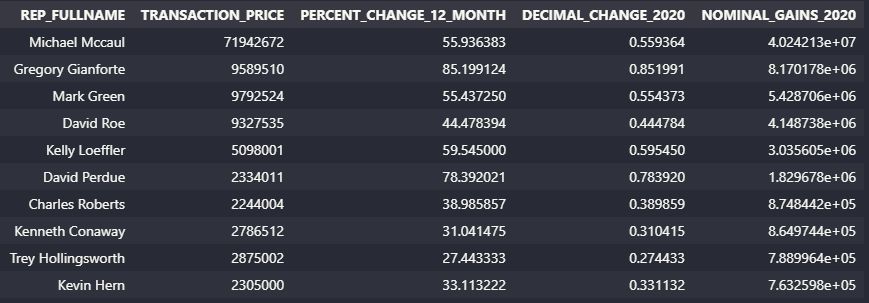 REP_FULLNAME TRANSACTION_PRICE PERCENT_CHANGE_12_MONTH DECIMAL_CHANGE_2020 NOMINAL_GAINS_2020
Michael Mccaul 71942672 55.936383 0.559364 4.024213e+07
Gregory Gianforte 9589510 85.199124 0.851991 8.170178e+06
Mark Green 9792524 55.437250 0.554373 5.428706e+06
David Roe 9327535 44.478394 0.444784 4.148738e+06
Kelly Loeffler 5098001 59.545000 0.595450 3.035605e+06
David Perdue 2334011 78.392021 0.783920 1.829676e+06
Charles Roberts 2244004 38.985857 0.389859 8.748442e+05
Kenneth Conaway 2786512 31.041475 0.310415 8.649744e+05
Trey Hollingsworth 2875002 27.443333 0.274433 7.889964e+05
Kevin Hern 2305000 33.113222 0.331132 7.632598e+05